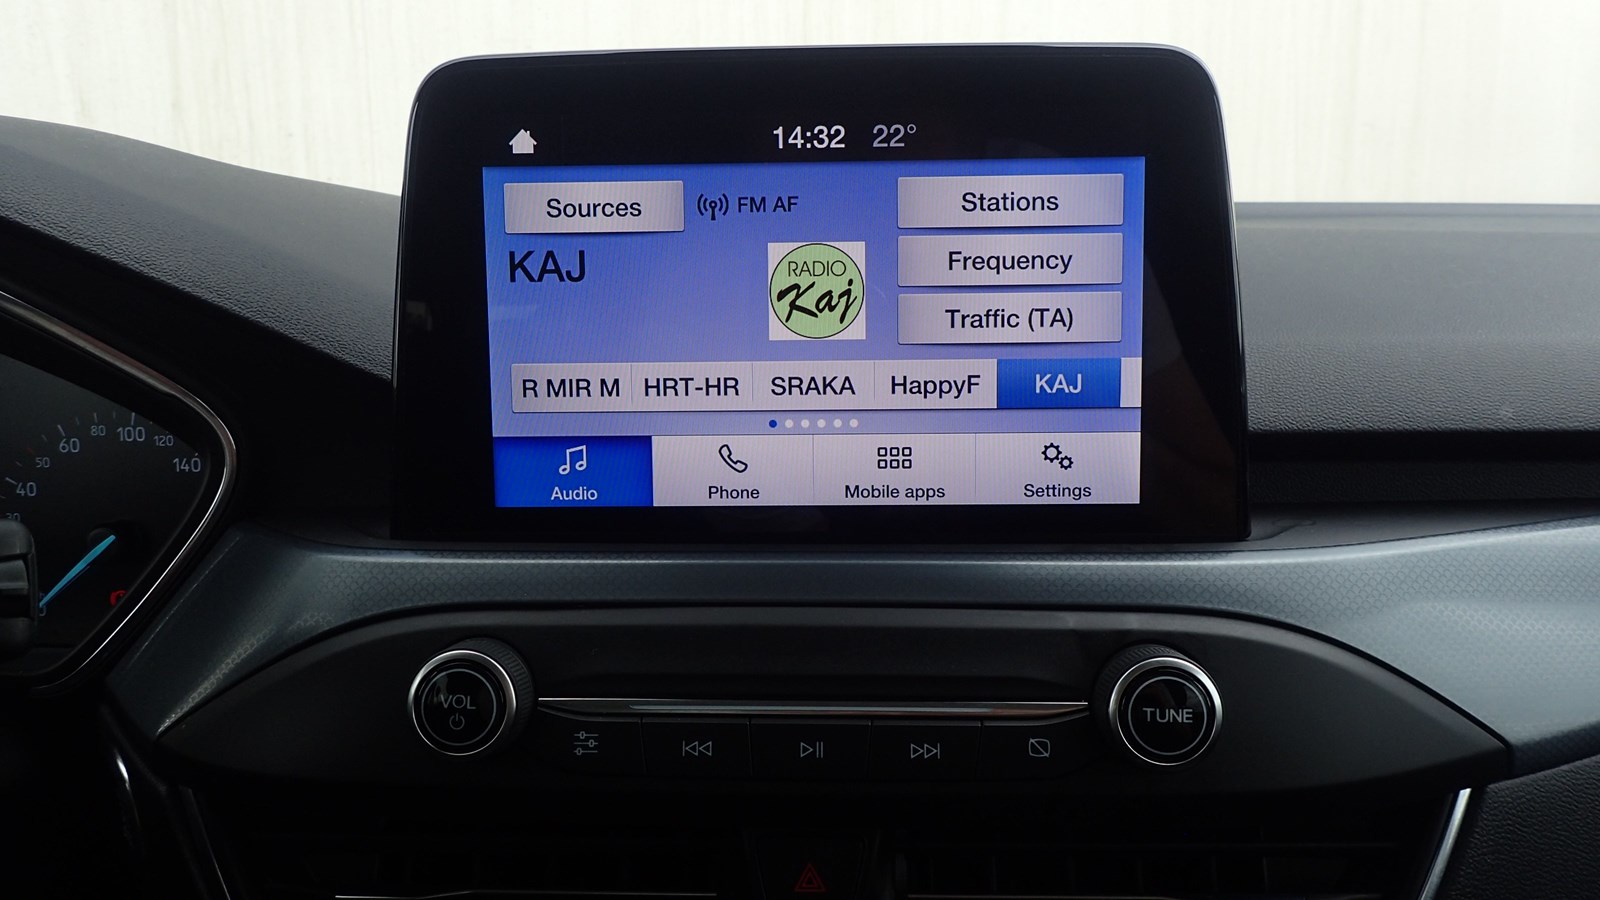 14:32 22°
Sources FM AF Stations
KAJ
RADIO
Kaj
Frequency
Traffic (TA)
R MIR M HRT-HR SRAKA HappyF KAJ
Audio Phone Mobile apps Settings
40 50 60 80 100 120 140
VOL
TUNE